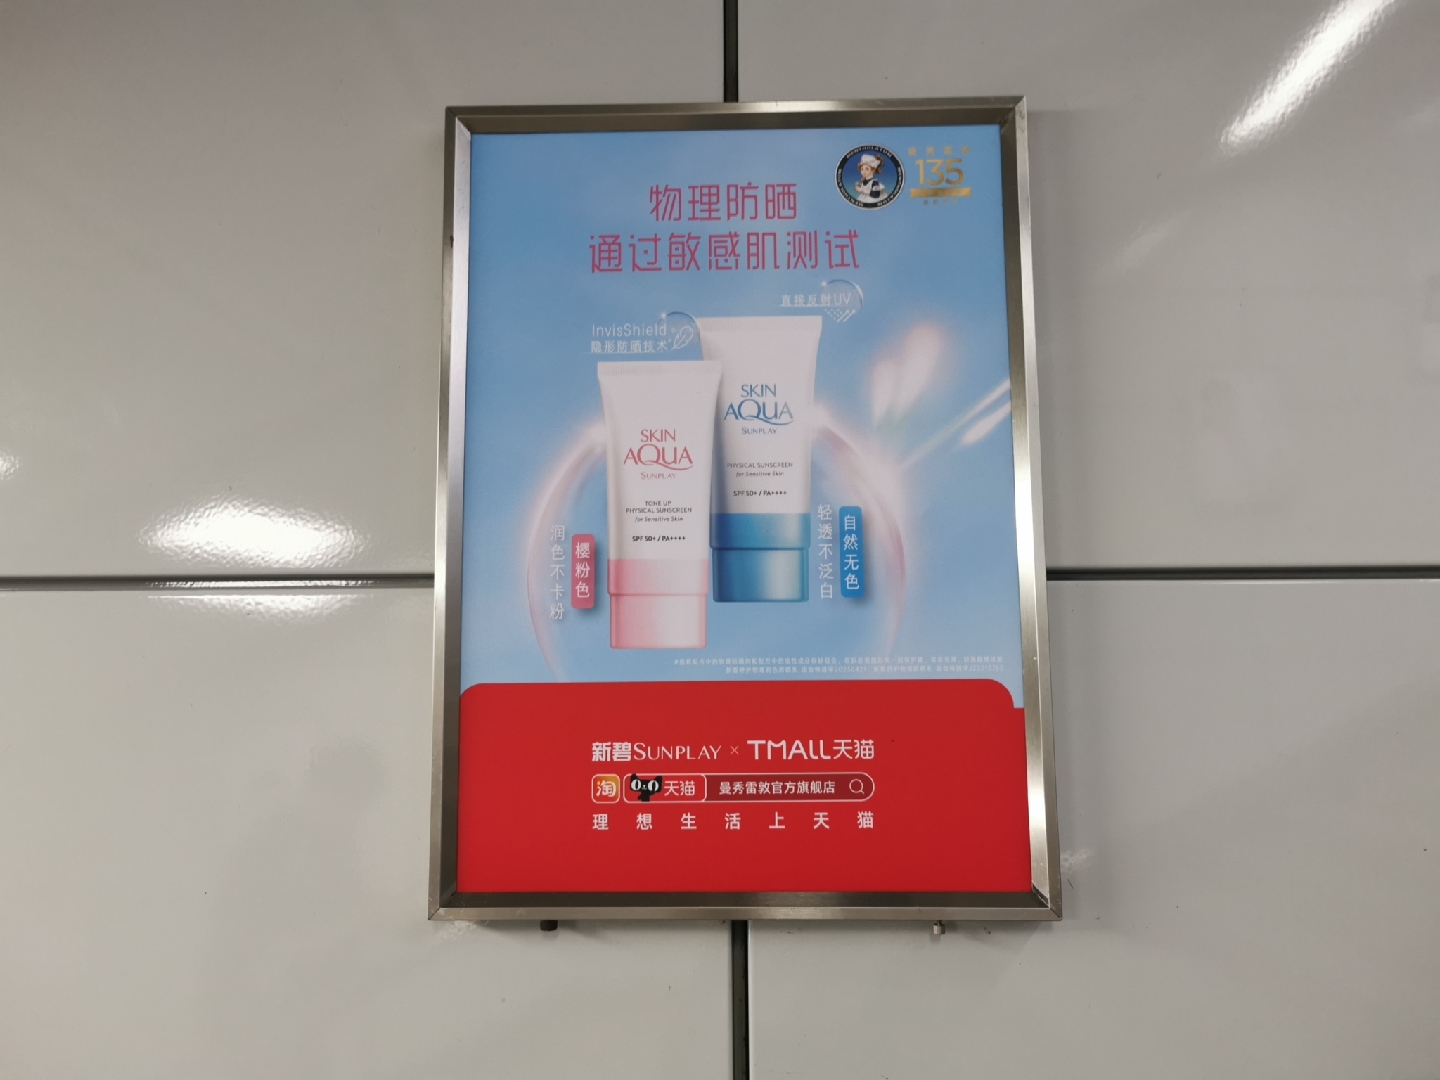 135
物理防晒
通过敏感肌测试
直接反射UV
InvisShield
隐形防晒技术
SKIN
AQUA
SUNPLAY
PHYSICAL SUNSCREEN
for Sensitive Skin
SPF 50+ / PA++++
SKIN
AQUA
SUNPLAY
TONE UP
PHYSICAL SUNSCREEN
for Sensitive Skin
SPF 50+ / PA++++
润色不卡粉
樱粉色
轻透不泛白
自然无色
新碧SUNPLAY × TMALL天猫
淘 天猫 曼秀雷敦官方旗舰店
理想生活上天猫